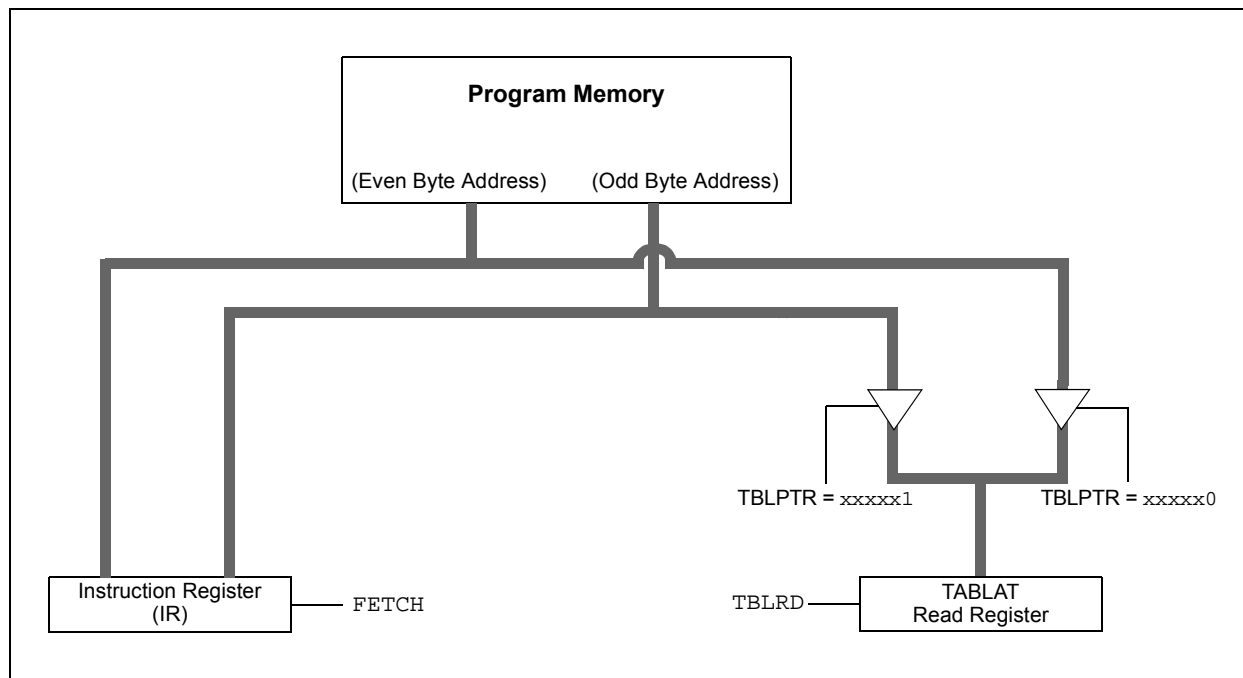 Program Memory
(Even Byte Address) (Odd Byte Address)
TBLPTR = xxxxx1
TBLPTR = xxxxx0
Instruction Register
(IR)
FETCH
TBLRD
TABLAT
Read Register